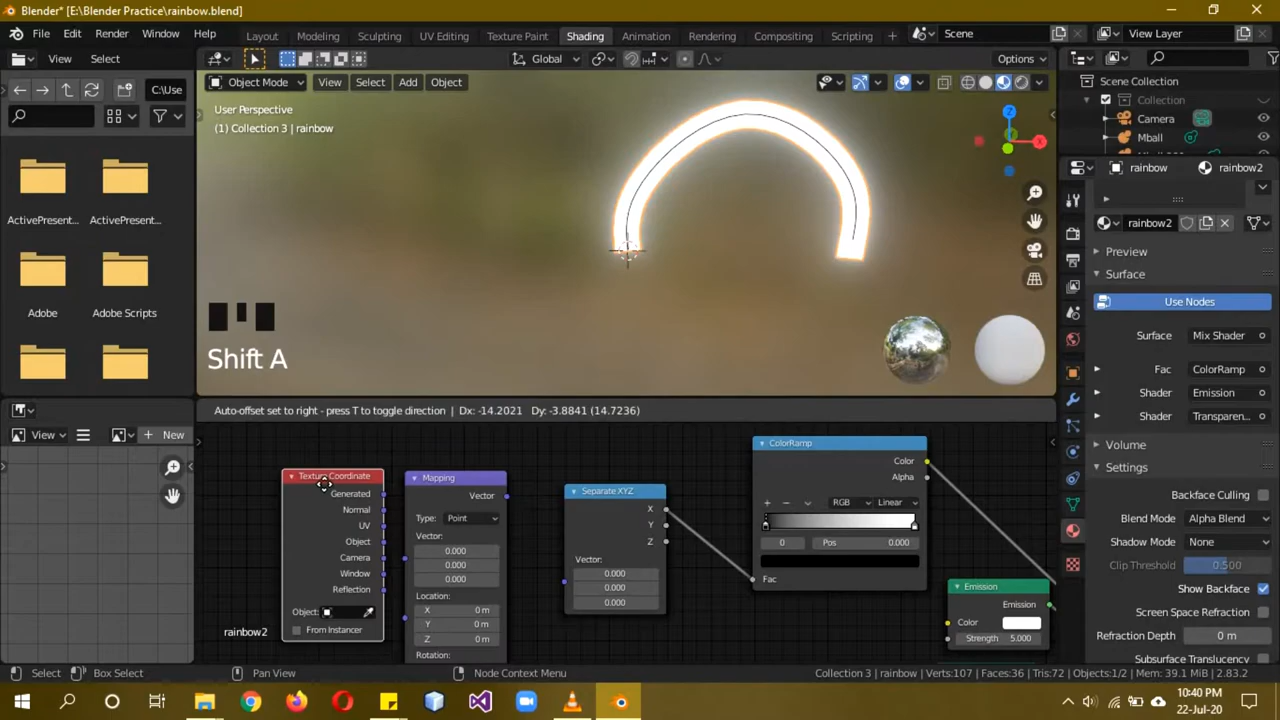 Blender* [E:\Blender Practice\rainbow.blend]
File Edit Render Window Help Layout Modeling Sculpting UV Editing Texture Paint Shading Animation Rendering Compositing Scripting + Scene View Layer
View Select Global Options
Object Mode View Select Add Object
C:\Use
User Perspective
(1) Collection 3 | rainbow
Scene Collection
Collection
Camera
Mball
rainbow rainbow2
ActivePresent... ActivePresent...
Adobe Adobe Scripts
Shift A
rainbow2
Preview
Surface
Use Nodes
Surface Mix Shader
Fac ColorRamp
Shader Emission
Shader Transparen...
Volume
Settings
Backface Culling
Blend Mode Alpha Blend
Shadow Mode None
Clip Threshold 0.500
Show Backface
Screen Space Refraction
Refraction Depth 0 m
Subsurface Translucency
Auto-offset set to right - press T to toggle direction | Dx: -14.2021 Dy: -3.8841 (14.7236)
View New
Texture Coordinate
Generated
Normal
UV
Object
Camera
Window
Reflection
Object:
From Instancer
rainbow2
Mapping
Vector
Type: Point
Vector:
0.000
0.000
0.000
Location:
X 0 m
Y 0 m
Z 0 m
Rotation:
Separate XYZ
X
Y
Z
Vector:
0.000
0.000
0.000
ColorRamp
Color
Alpha
+ − RGB Linear
0 Pos 0.000
Fac
Emission
Emission
Color
Strength 5.000
Select Box Select Pan View Node Context Menu Collection 3 | rainbow | Verts:107 | Faces:36 | Tris:72 | Objects:1/2 | Mem: 39.1 MiB | 2.83.2
10:40 PM
22-Jul-20